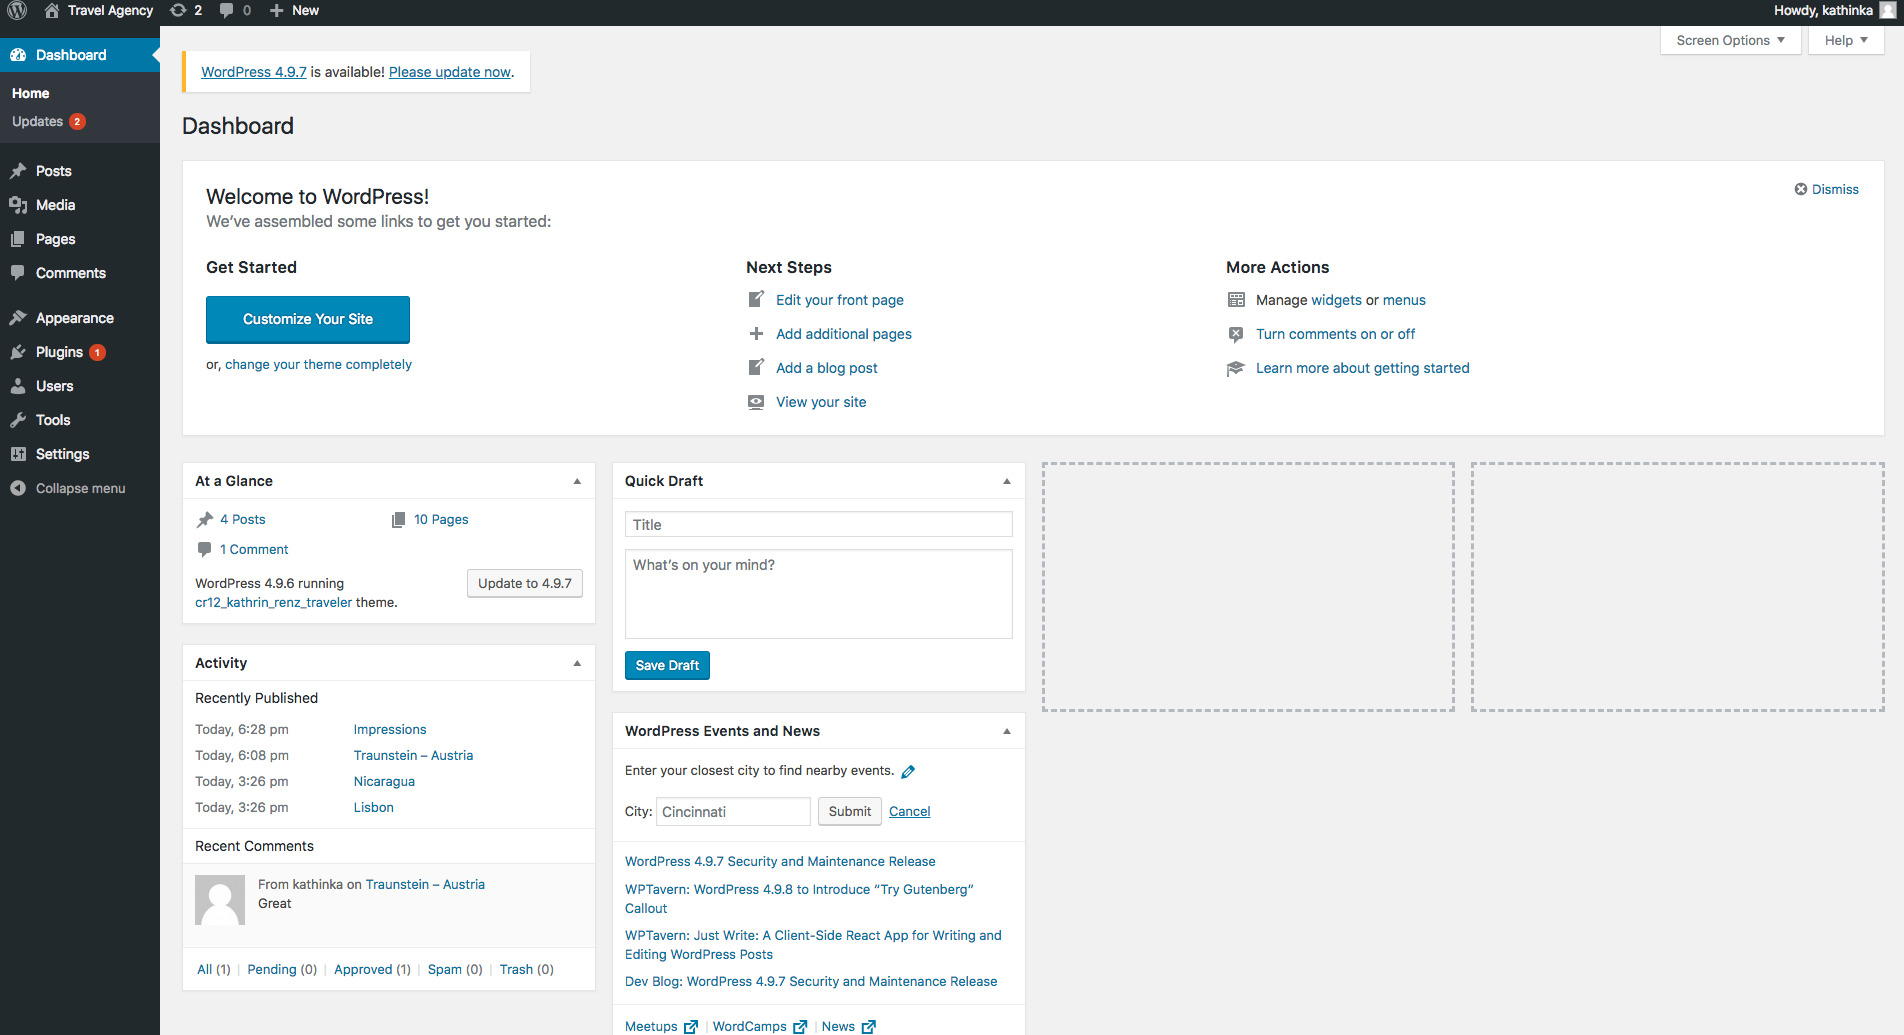 Travel Agency 2 0 New
Howdy, kathinka
Dashboard
Home
Updates 2
Posts
Media
Pages
Comments
Appearance
Plugins 1
Users
Tools
Settings
Collapse menu
Screen Options
Help
WordPress 4.9.7 is available! Please update now.
Dashboard
Welcome to WordPress!
We've assembled some links to get you started:
Dismiss
Get Started
Customize Your Site
or, change your theme completely
Next Steps
Edit your front page
Add additional pages
Add a blog post
View your site
More Actions
Manage widgets or menus
Turn comments on or off
Learn more about getting started
At a Glance
4 Posts
10 Pages
1 Comment
WordPress 4.9.6 running
cr12_kathrin_renz_traveler theme.
Update to 4.9.7
Activity
Recently Published
Today, 6:28 pm Impressions
Today, 6:08 pm Traunstein – Austria
Today, 3:26 pm Nicaragua
Today, 3:26 pm Lisbon
Recent Comments
From kathinka on Traunstein – Austria
Great
All (1) | Pending (0) | Approved (1) | Spam (0) | Trash (0)
Quick Draft
Title
What's on your mind?
Save Draft
WordPress Events and News
Enter your closest city to find nearby events.
City: Cincinnati Submit Cancel
WordPress 4.9.7 Security and Maintenance Release
WPTavern: WordPress 4.9.8 to Introduce “Try Gutenberg”
Callout
WPTavern: Just Write: A Client-Side React App for Writing and
Editing WordPress Posts
Dev Blog: WordPress 4.9.7 Security and Maintenance Release
Meetups | WordCamps | News